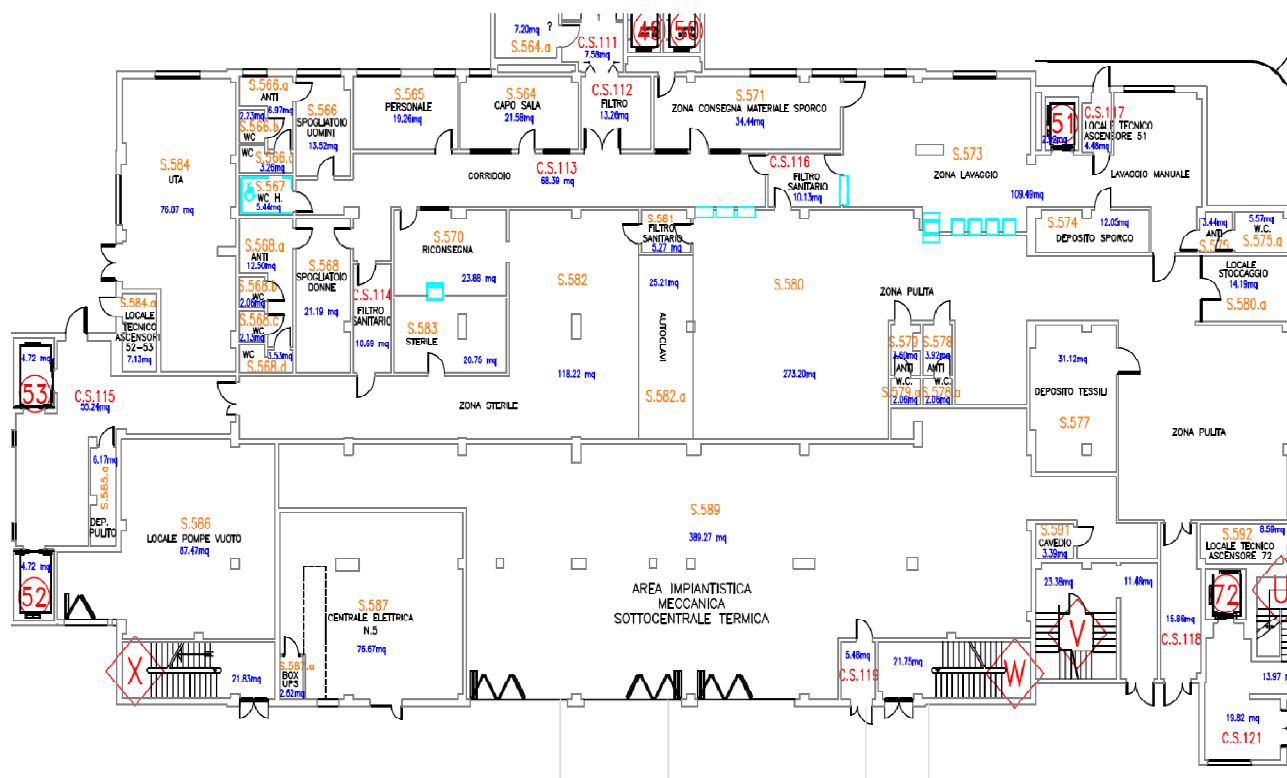 7.20mq
?
S.564.a
C.S.111
7.58mq
49
50
S.566.a
ANTI
6.97mq
2.23mq
S.566.b
WC
WC
S.566.c
3.26mq
S.566
SPOGLIATOIO
UOMINI
13.52mq
S.565
PERSONALE
19.26mq
S.564
CAPO SALA
21.58mq
C.S.112
FILTRO
13.26mq
S.571
ZONA CONSEGNA MATERIALE SPORCO
34.44mq
S.573
ZONA LAVAGGIO
109.49mq
51
C.S.117
LOCALE TECNICO
ASCENSORE 51
4.48mq
LAVAGGIO MANUALE
S.584
UTA
76.07 mq
S.567
WC H.
5.44mq
C.S.113
CORRIDOIO
68.39 mq
C.S.116
FILTRO
SANITARIO
10.13mq
S.574
12.05mq
DEPOSITO SPORCO
3.44mq
ANTI
S.575
5.57mq
W.C.
S.575.a
S.568.a
ANTI
12.50mq
S.568.b
WC
2.06mq
S.568.c
WC
2.13mq
3.53mq
WC
S.568.d
S.568
SPOGLIATOIO
DONNE
21.19 mq
C.S.114
FILTRO
SANITARIO
10.69 mq
S.570
RICONSEGNA
23.88 mq
S.583
STERILE
20.75 mq
S.582
118.22 mq
S.581
FILTRO
SANITARIO
5.27 mq
25.21mq
AUTOCLAVI
S.582.a
S.580
ZONA PULITA
273.20 mq
S.579
3.80mq
ANTI
W.C.
S.579.a
2.06mq
S.578
3.92mq
ANTI
W.C.
S.578.a
2.06mq
LOCALE
STOCCAGGIO
14.19mq
S.580.a
31.12mq
DEPOSITO TESSILI
S.577
ZONA PULITA
S.584.a
LOCALE
TECNICO
ASCENSORI
52-53
7.13mq
4.72 mq
53
C.S.115
55.24mq
ZONA STERILE
6.17mq
S.585.a
DEP.
PULITO
S.586
LOCALE POMPE VUOTO
87.47mq
4.72 mq
52
S.589
389.27 mq
AREA IMPIANTISTICA
MECCANICA
SOTTOCENTRALE TERMICA
S.587
CENTRALE ELETTRICA
N.5
76.67mq
S.587.a
BOX
UPS
2.62mq
S.591
CAVEDIO
3.39mq
8.59mq
S.592
LOCALE TECNICO
ASCENSORE 72
23.38mq
11.48mq
V
15.86mq
C.S.118
72
U
13.97 mq
X
21.83mq
5.48mq
C.S.119
21.75mq
W
19.82 mq
C.S.121